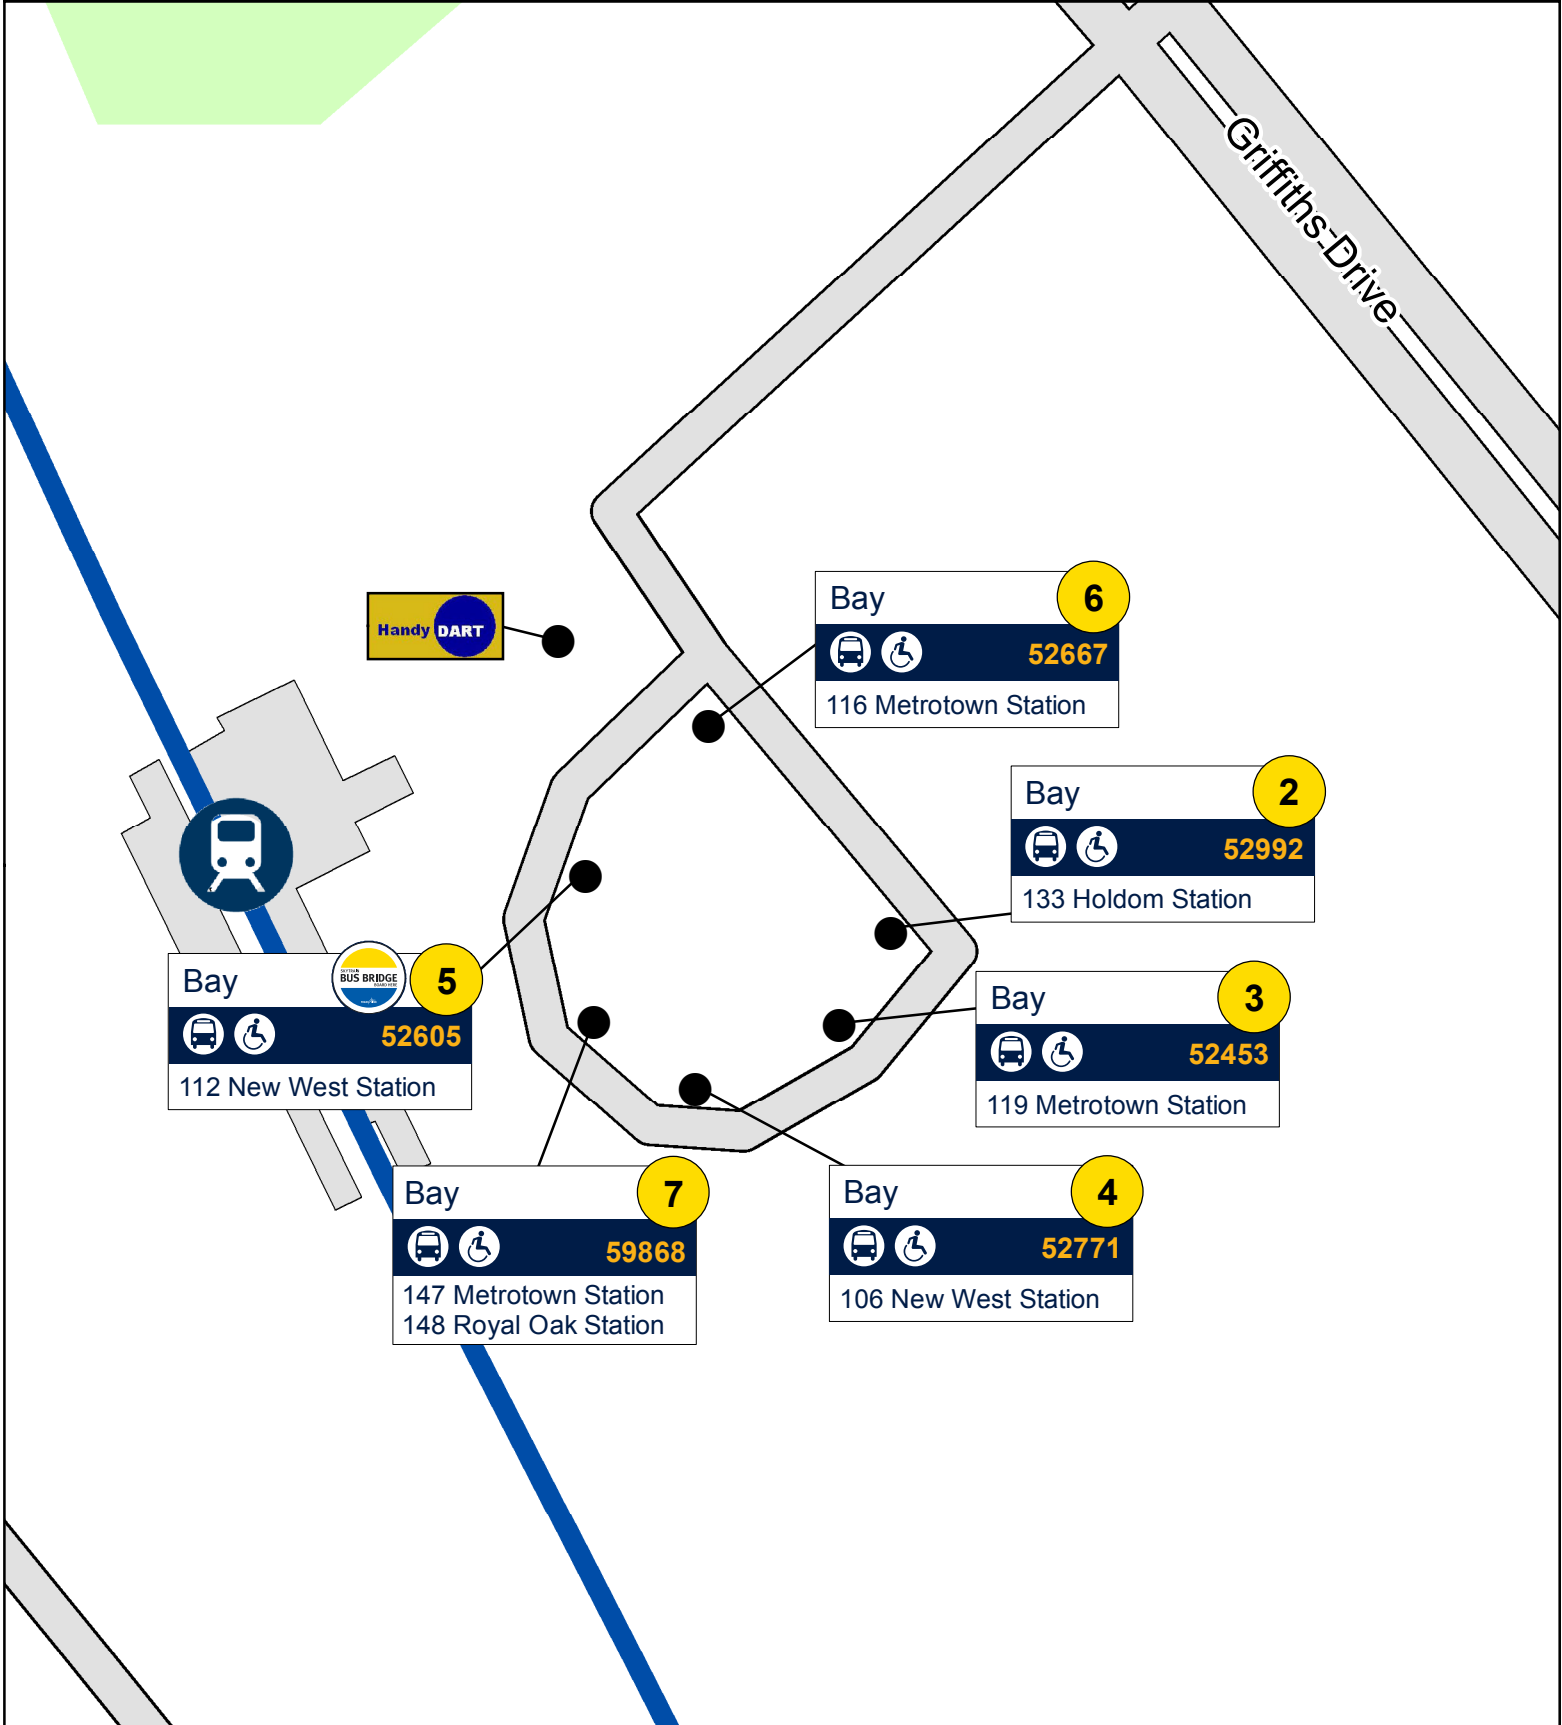 Griffiths Drive
Handy DART
Bay 6
52667
116 Metrotown Station
Bay 2
52992
133 Holdom Station
Bay BUS BRIDGE 5
52605
112 New West Station
Bay 3
52453
119 Metrotown Station
Bay 7
59868
147 Metrotown Station
148 Royal Oak Station
Bay 4
52771
106 New West Station